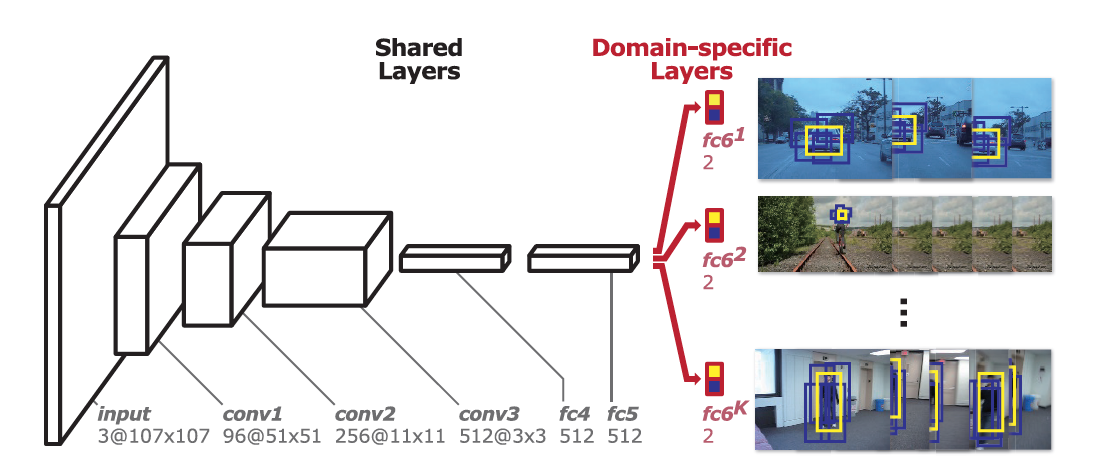 Shared
Layers
Domain-specific
Layers
fc6¹
2
fc6²
2
fc6ᴷ
2
input
3@107x107
conv1
96@51x51
conv2
256@11x11
conv3
512@3x3
fc4
512
fc5
512